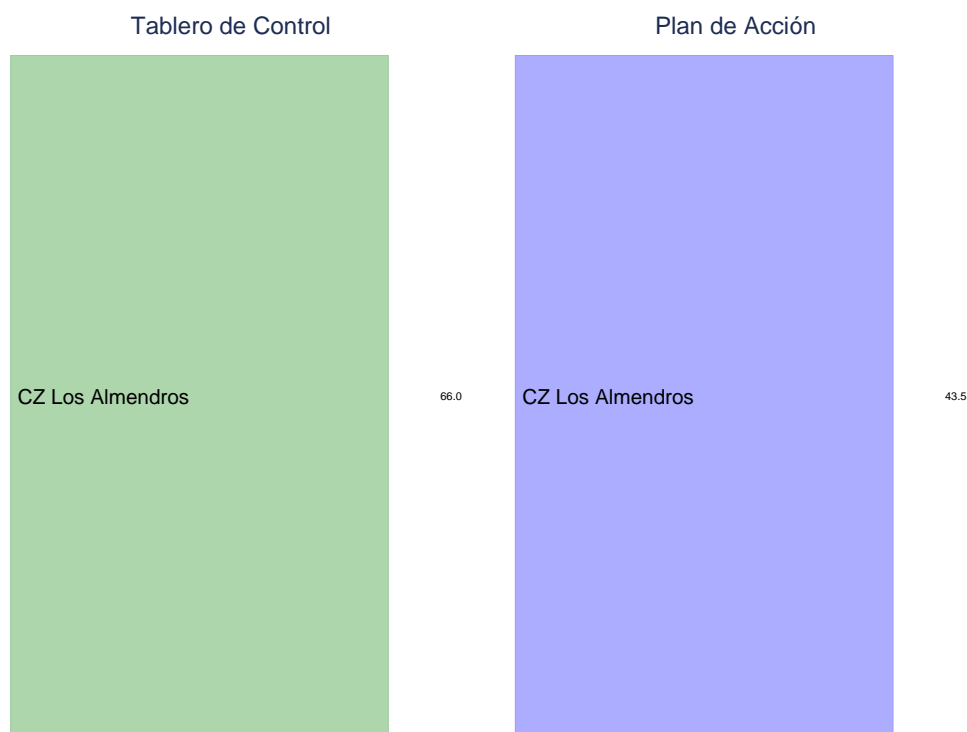 Tablero de Control
Plan de Acción
CZ Los Almendros 66.0
CZ Los Almendros 43.5